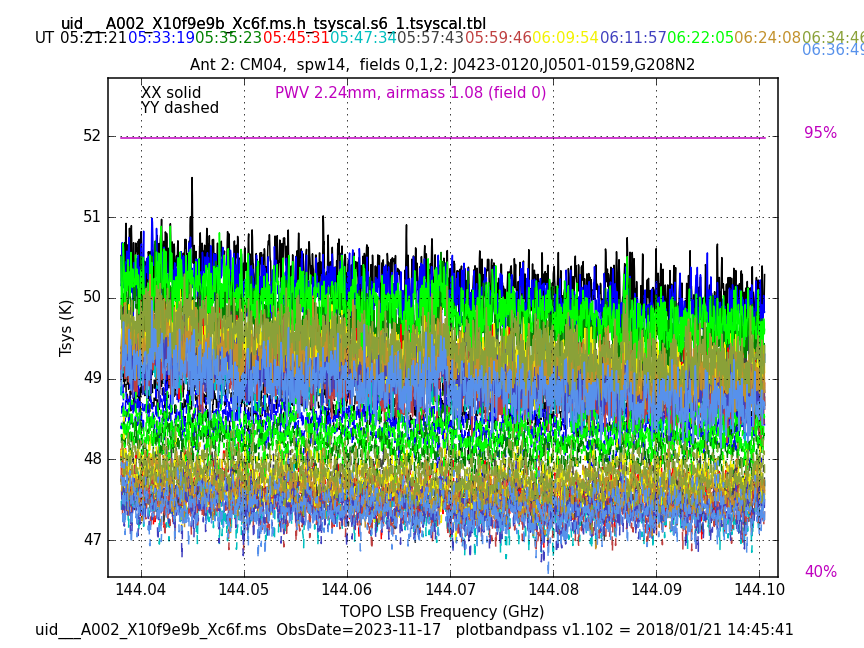 uid___A002_X10f9e9b_Xc6f.ms.h_tsyscal.s6_1.tsyscal.tbl
UT 05:21:21 05:33:19 05:35:23 05:45:31 05:47:34 05:57:43 05:59:46 06:09:54 06:11:57 06:22:05 06:24:08 06:34:46
06:36:49
Ant 2: CM04,  spw14,  fields 0,1,2: J0423-0120,J0501-0159,G208N2
XX solid
PWV 2.24mm, airmass 1.08 (field 0)
YY dashed
95%
52
51
50
49
48
47
Tsys (K)
40%
144.04 144.05 144.06 144.07 144.08 144.09 144.10
TOPO LSB Frequency (GHz)
uid___A002_X10f9e9b_Xc6f.ms  ObsDate=2023-11-17   plotbandpass v1.102 = 2018/01/21 14:45:41